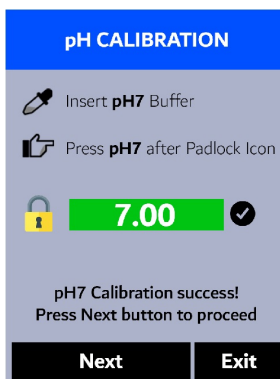 pH CALIBRATION
Insert pH7 Buffer
Press pH7 after Padlock Icon
7.00
pH7 Calibration success!
Press Next button to proceed
Next Exit